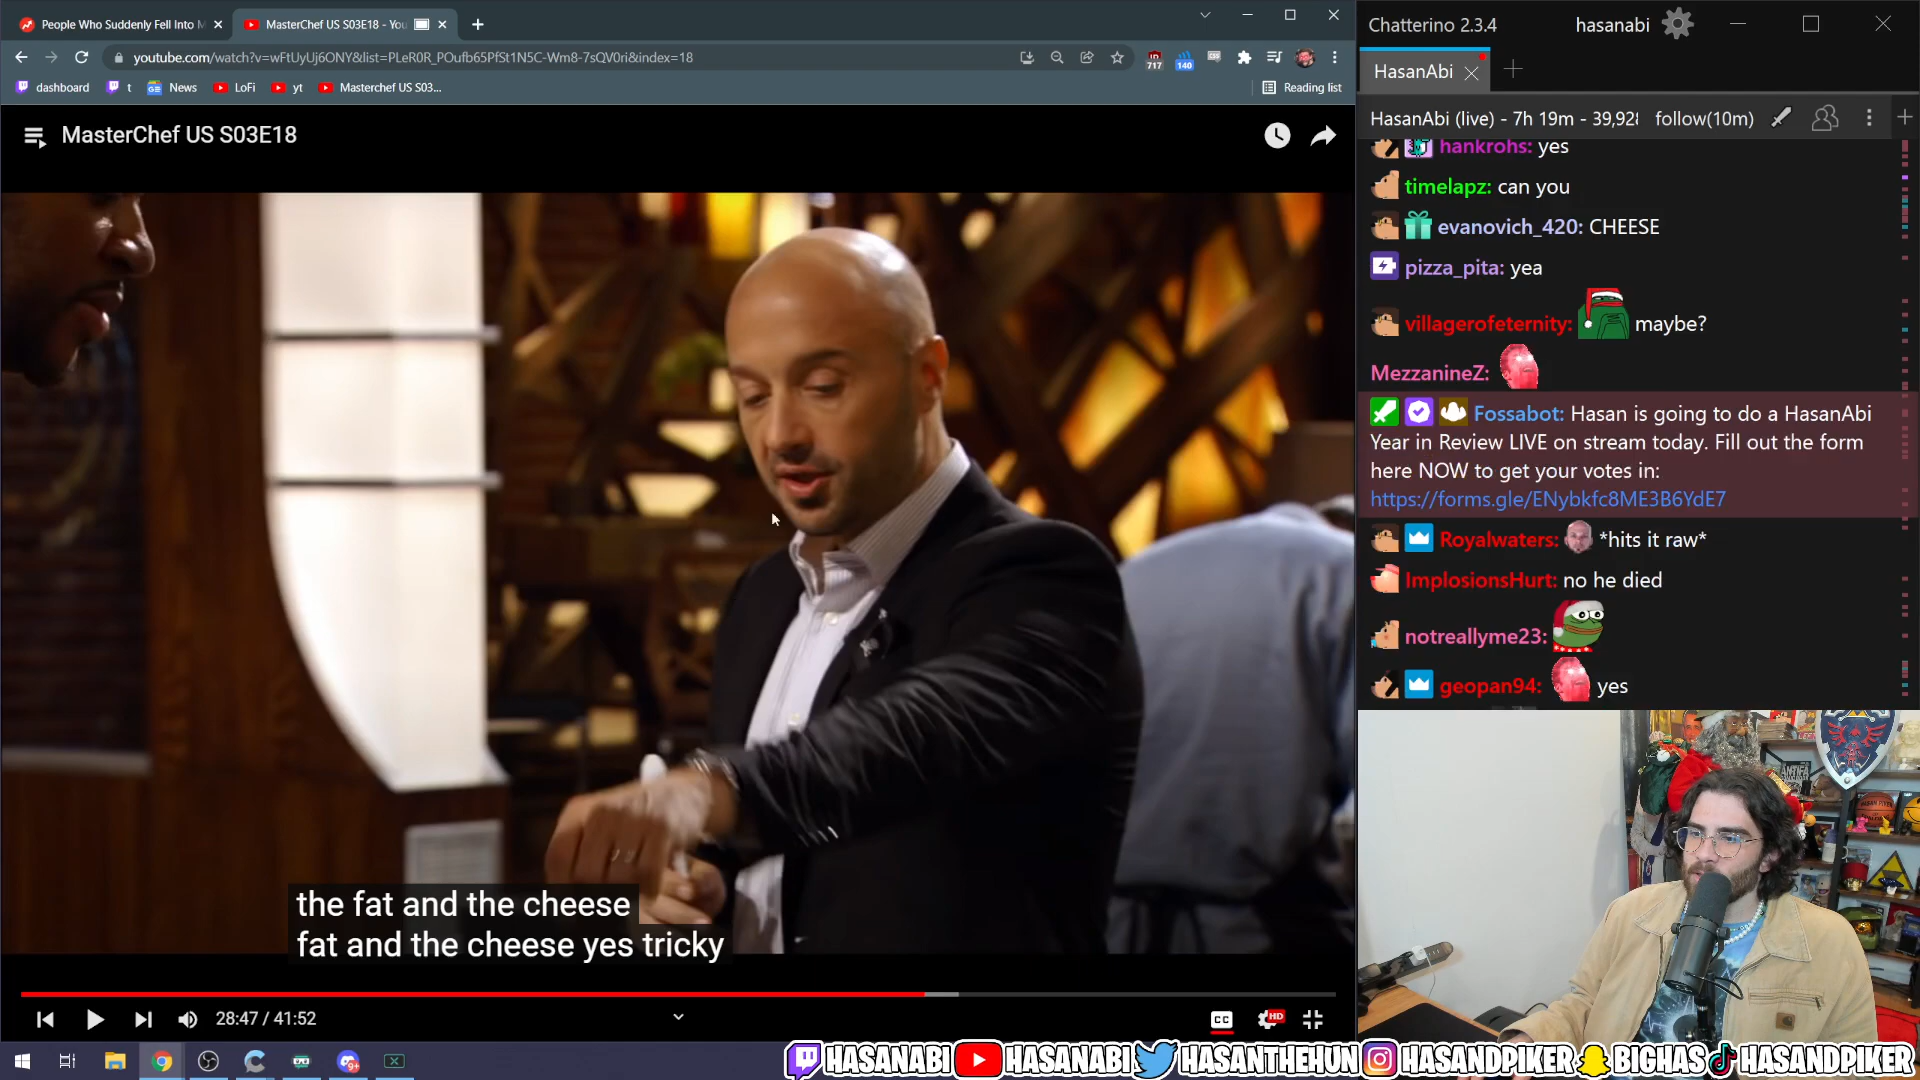 People Who Suddenly Fell Into M
MasterChef US S03E18 - You
youtube.com/watch?v=wFtUyUj6ONY&list=PLeR0R_POufb65PfSt1N5C-Wm8-7sQV0ri&index=18
717
140
dashboard
t
News
LoFi
yt
Masterchef US S03...
Reading list
MasterChef US S03E18
the fat and the cheese
fat and the cheese yes tricky
28:47 / 41:52
CC
HD
Chatterino 2.3.4
hasanabi
HasanAbi
HasanAbi (live) - 7h 19m - 39,928
follow(10m)
hankrohs: yes
timelapz: can you
evanovich_420: CHEESE
pizza_pita: yea
villagerofeternity: maybe?
MezzanineZ:
Fossabot: Hasan is going to do a HasanAbi
Year in Review LIVE on stream today. Fill out the form
here NOW to get your votes in:
https://forms.gle/ENybkfc8ME3B6YdE7
Royalwaters: *hits it raw*
ImplosionsHurt: no he died
notreallyme23:
geopan94: yes
ANTIFA
HASANABI
HASANABI
HASANTHEHUN
HASANDPIKER
BIGHAS
HASANDPIKER